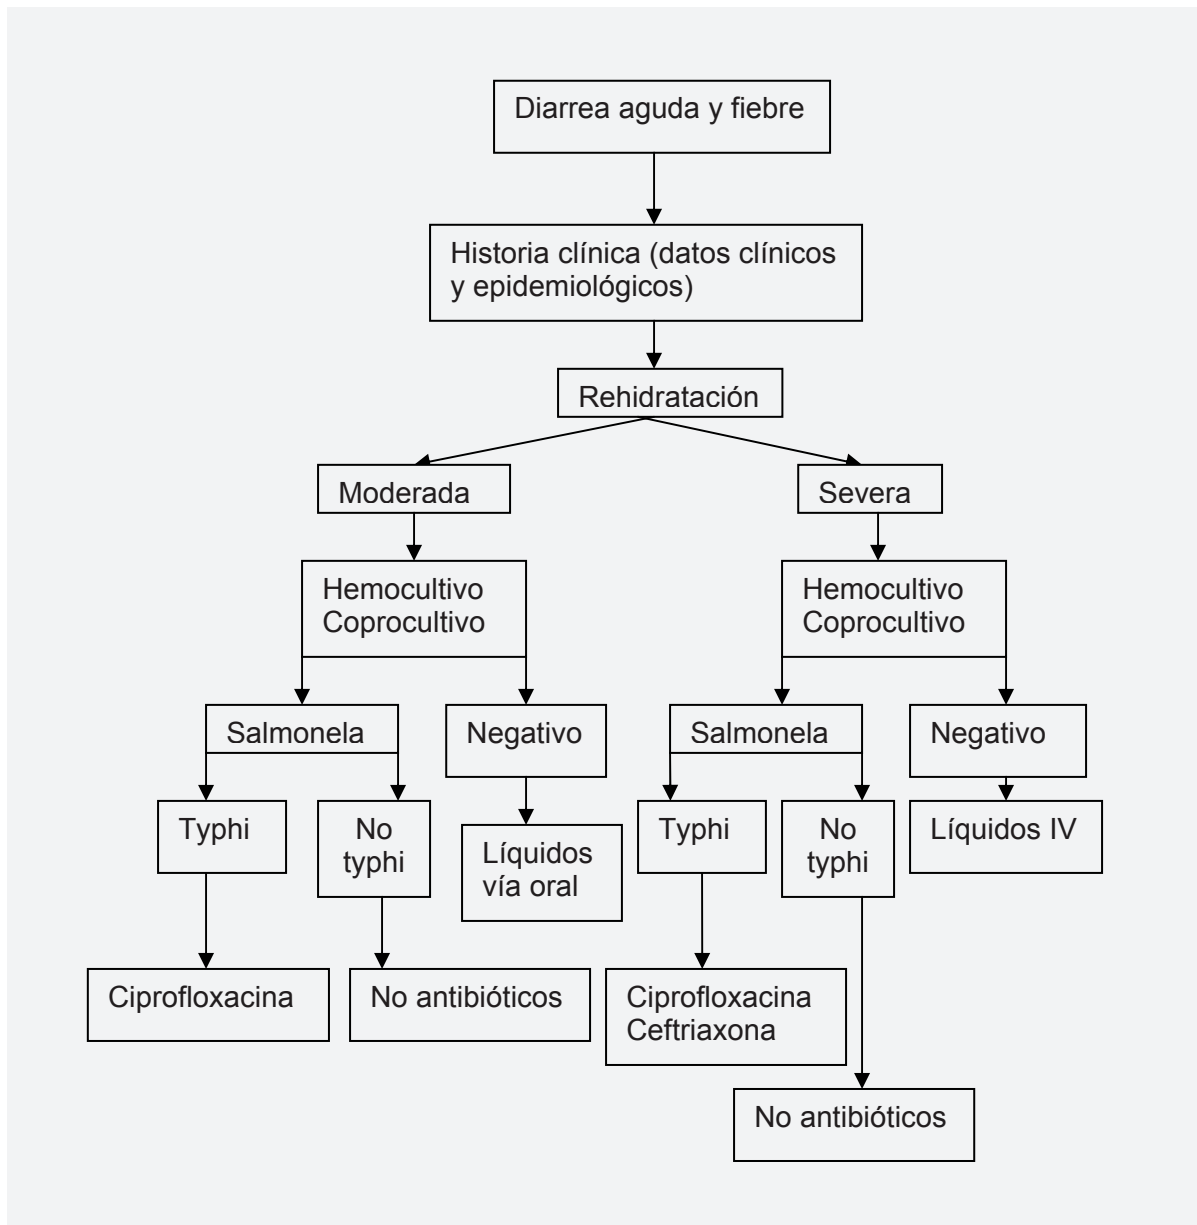 Diarrea aguda y fiebre
Historia clínica (datos clínicos
y epidemiológicos)
Rehidratación
Moderada
Severa
Hemocultivo
Coprocultivo
Hemocultivo
Coprocultivo
Salmonela
Negativo
Salmonela
Negativo
Typhi
No
typhi
Líquidos
vía oral
Typhi
No
typhi
Líquidos IV
Ciprofloxacina
No antibióticos
Ciprofloxacina
Ceftriaxona
No antibióticos